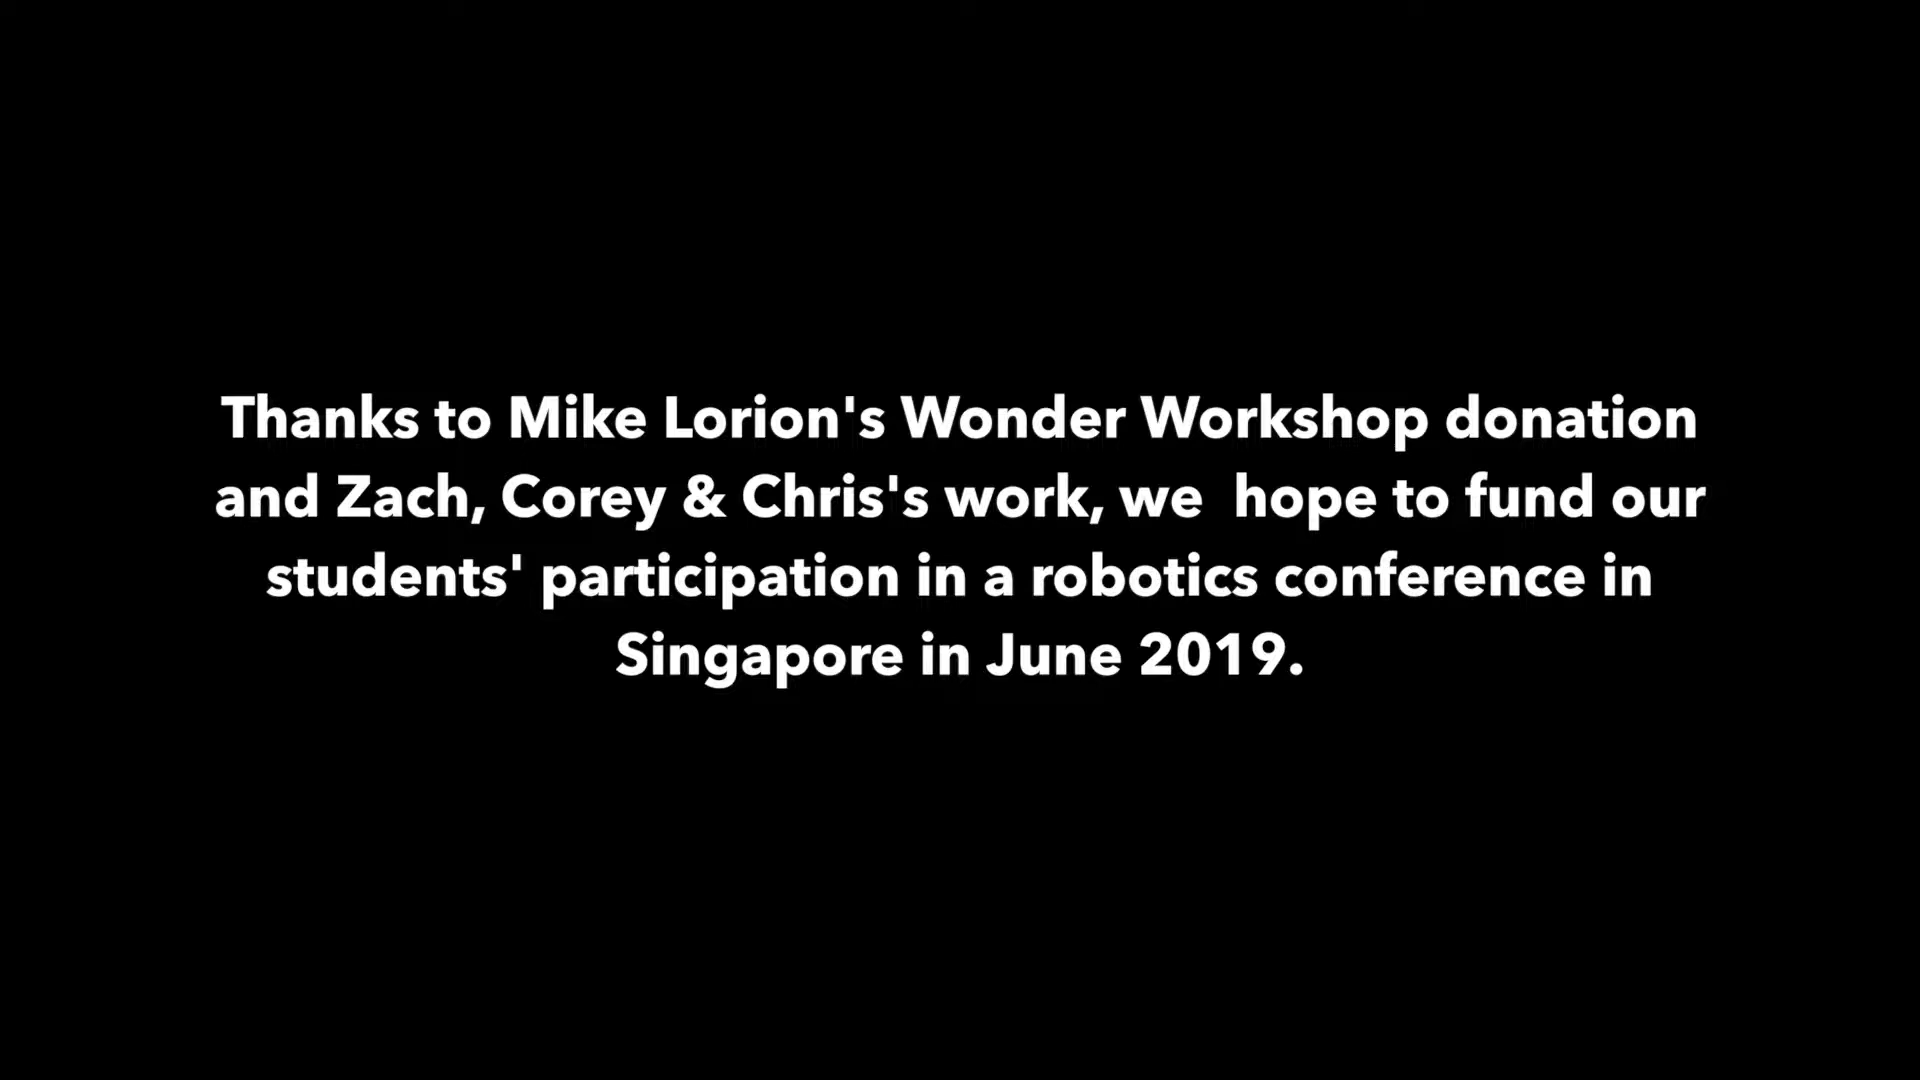 Thanks to Mike Lorion's Wonder Workshop donation
and Zach, Corey & Chris's work, we  hope to fund our
students' participation in a robotics conference in
Singapore in June 2019.